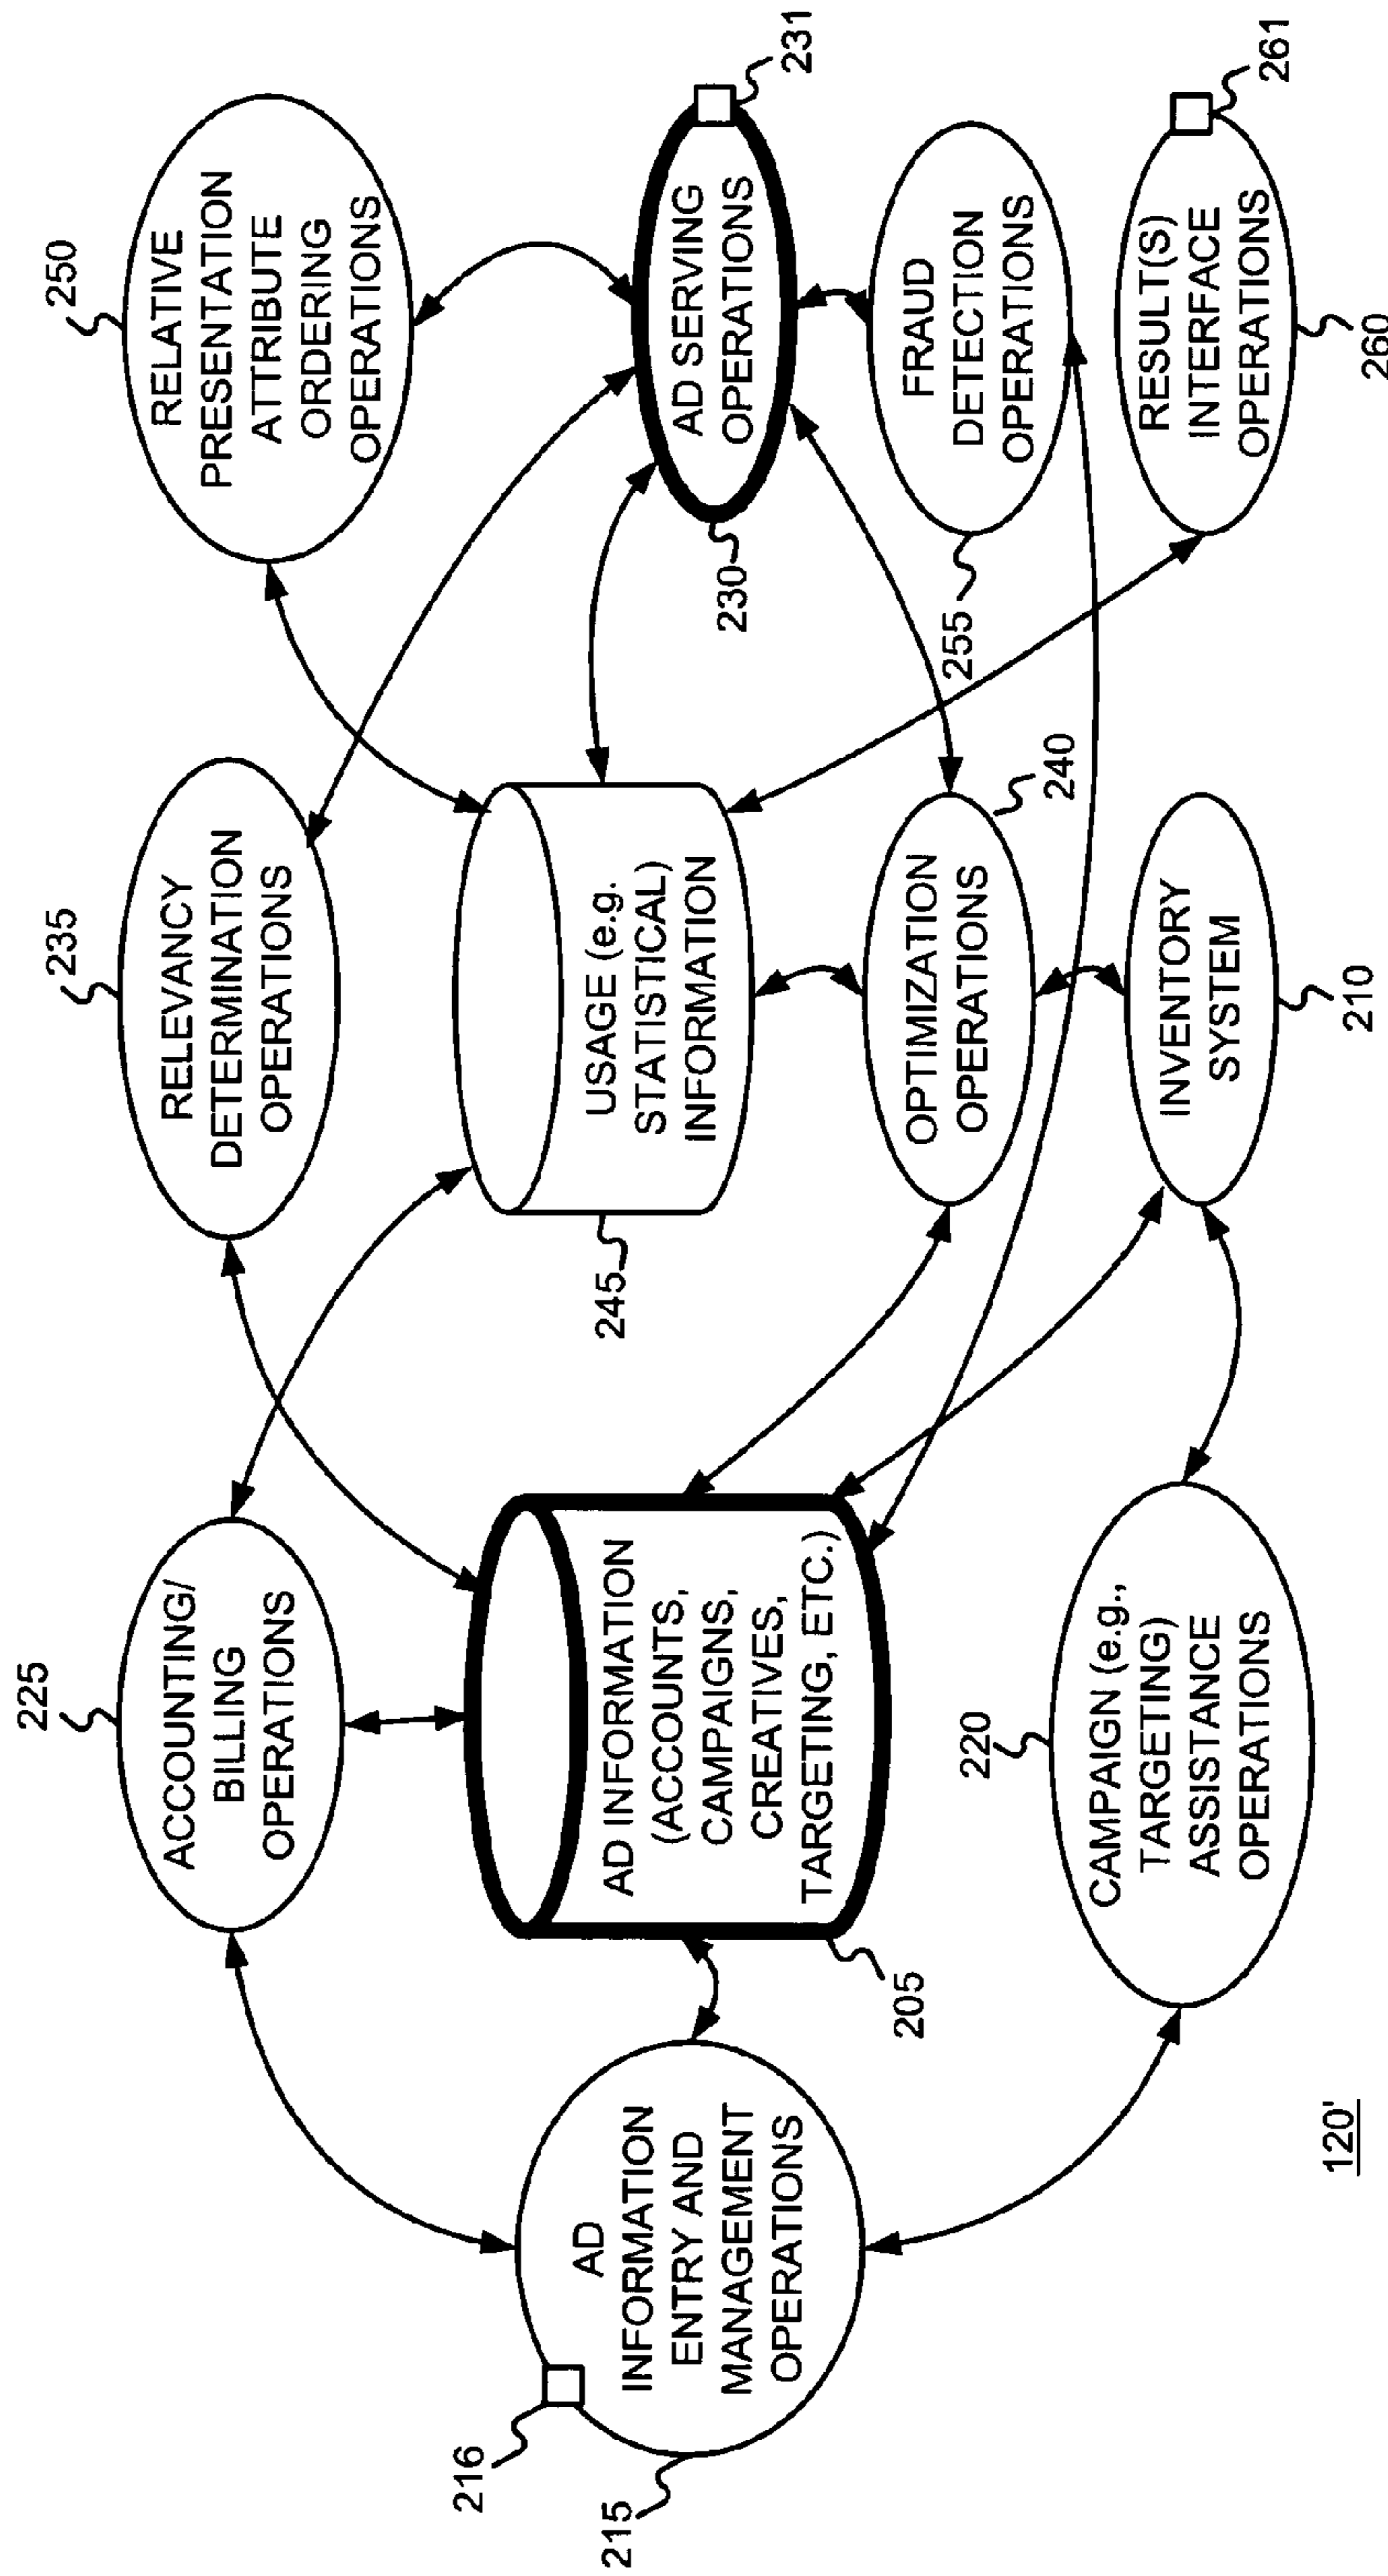 225
ACCOUNTING/
BILLING
OPERATIONS
235
RELEVANCY
DETERMINATION
OPERATIONS
250
RELATIVE
PRESENTATION
ATTRIBUTE
ORDERING
OPERATIONS
216
AD
INFORMATION
ENTRY AND
MANAGEMENT
OPERATIONS
215
AD INFORMATION
(ACCOUNTS,
CAMPAIGNS,
CREATIVES,
TARGETING, ETC.)
205
USAGE (e.g.
STATISTICAL)
INFORMATION
245
AD SERVING
OPERATIONS
230
231
OPTIMIZATION
OPERATIONS
240
FRAUD
DETECTION
OPERATIONS
255
220
CAMPAIGN (e.g.,
TARGETING)
ASSISTANCE
OPERATIONS
INVENTORY
SYSTEM
210
RESULT(S)
INTERFACE
OPERATIONS
261
260
120'